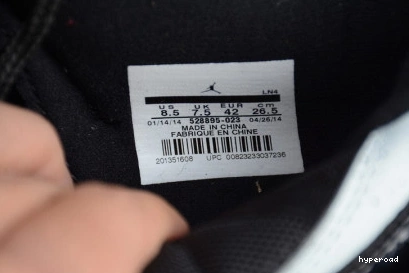 LN4
US UK EUR cm
8.5 7.5 42 26.5
01/14/14 528895-023 04/26/14
MADE IN CHINA
FABRIQUE EN CHINE
201351608 UPC 00823233037236
hyperoad